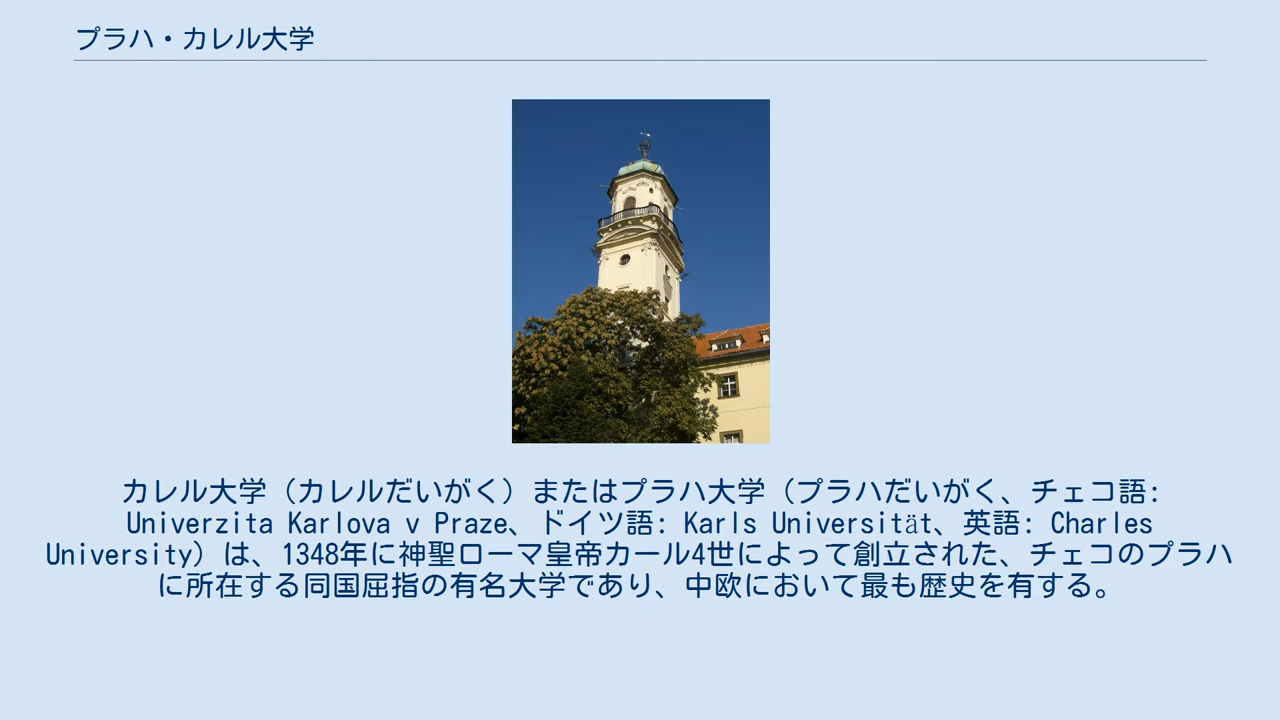 プラハ・カレル大学
カレル大学（カレルだいがく）またはプラハ大学（プラハだいがく、チェコ語:
Univerzita Karlova v Praze、ドイツ語: Karls Universität、英語: Charles
University）は、1348年に神聖ローマ皇帝カール4世によって創立された、チェコのプラハ
に所在する同国屈指の有名大学であり、中欧において最も歴史を有する。